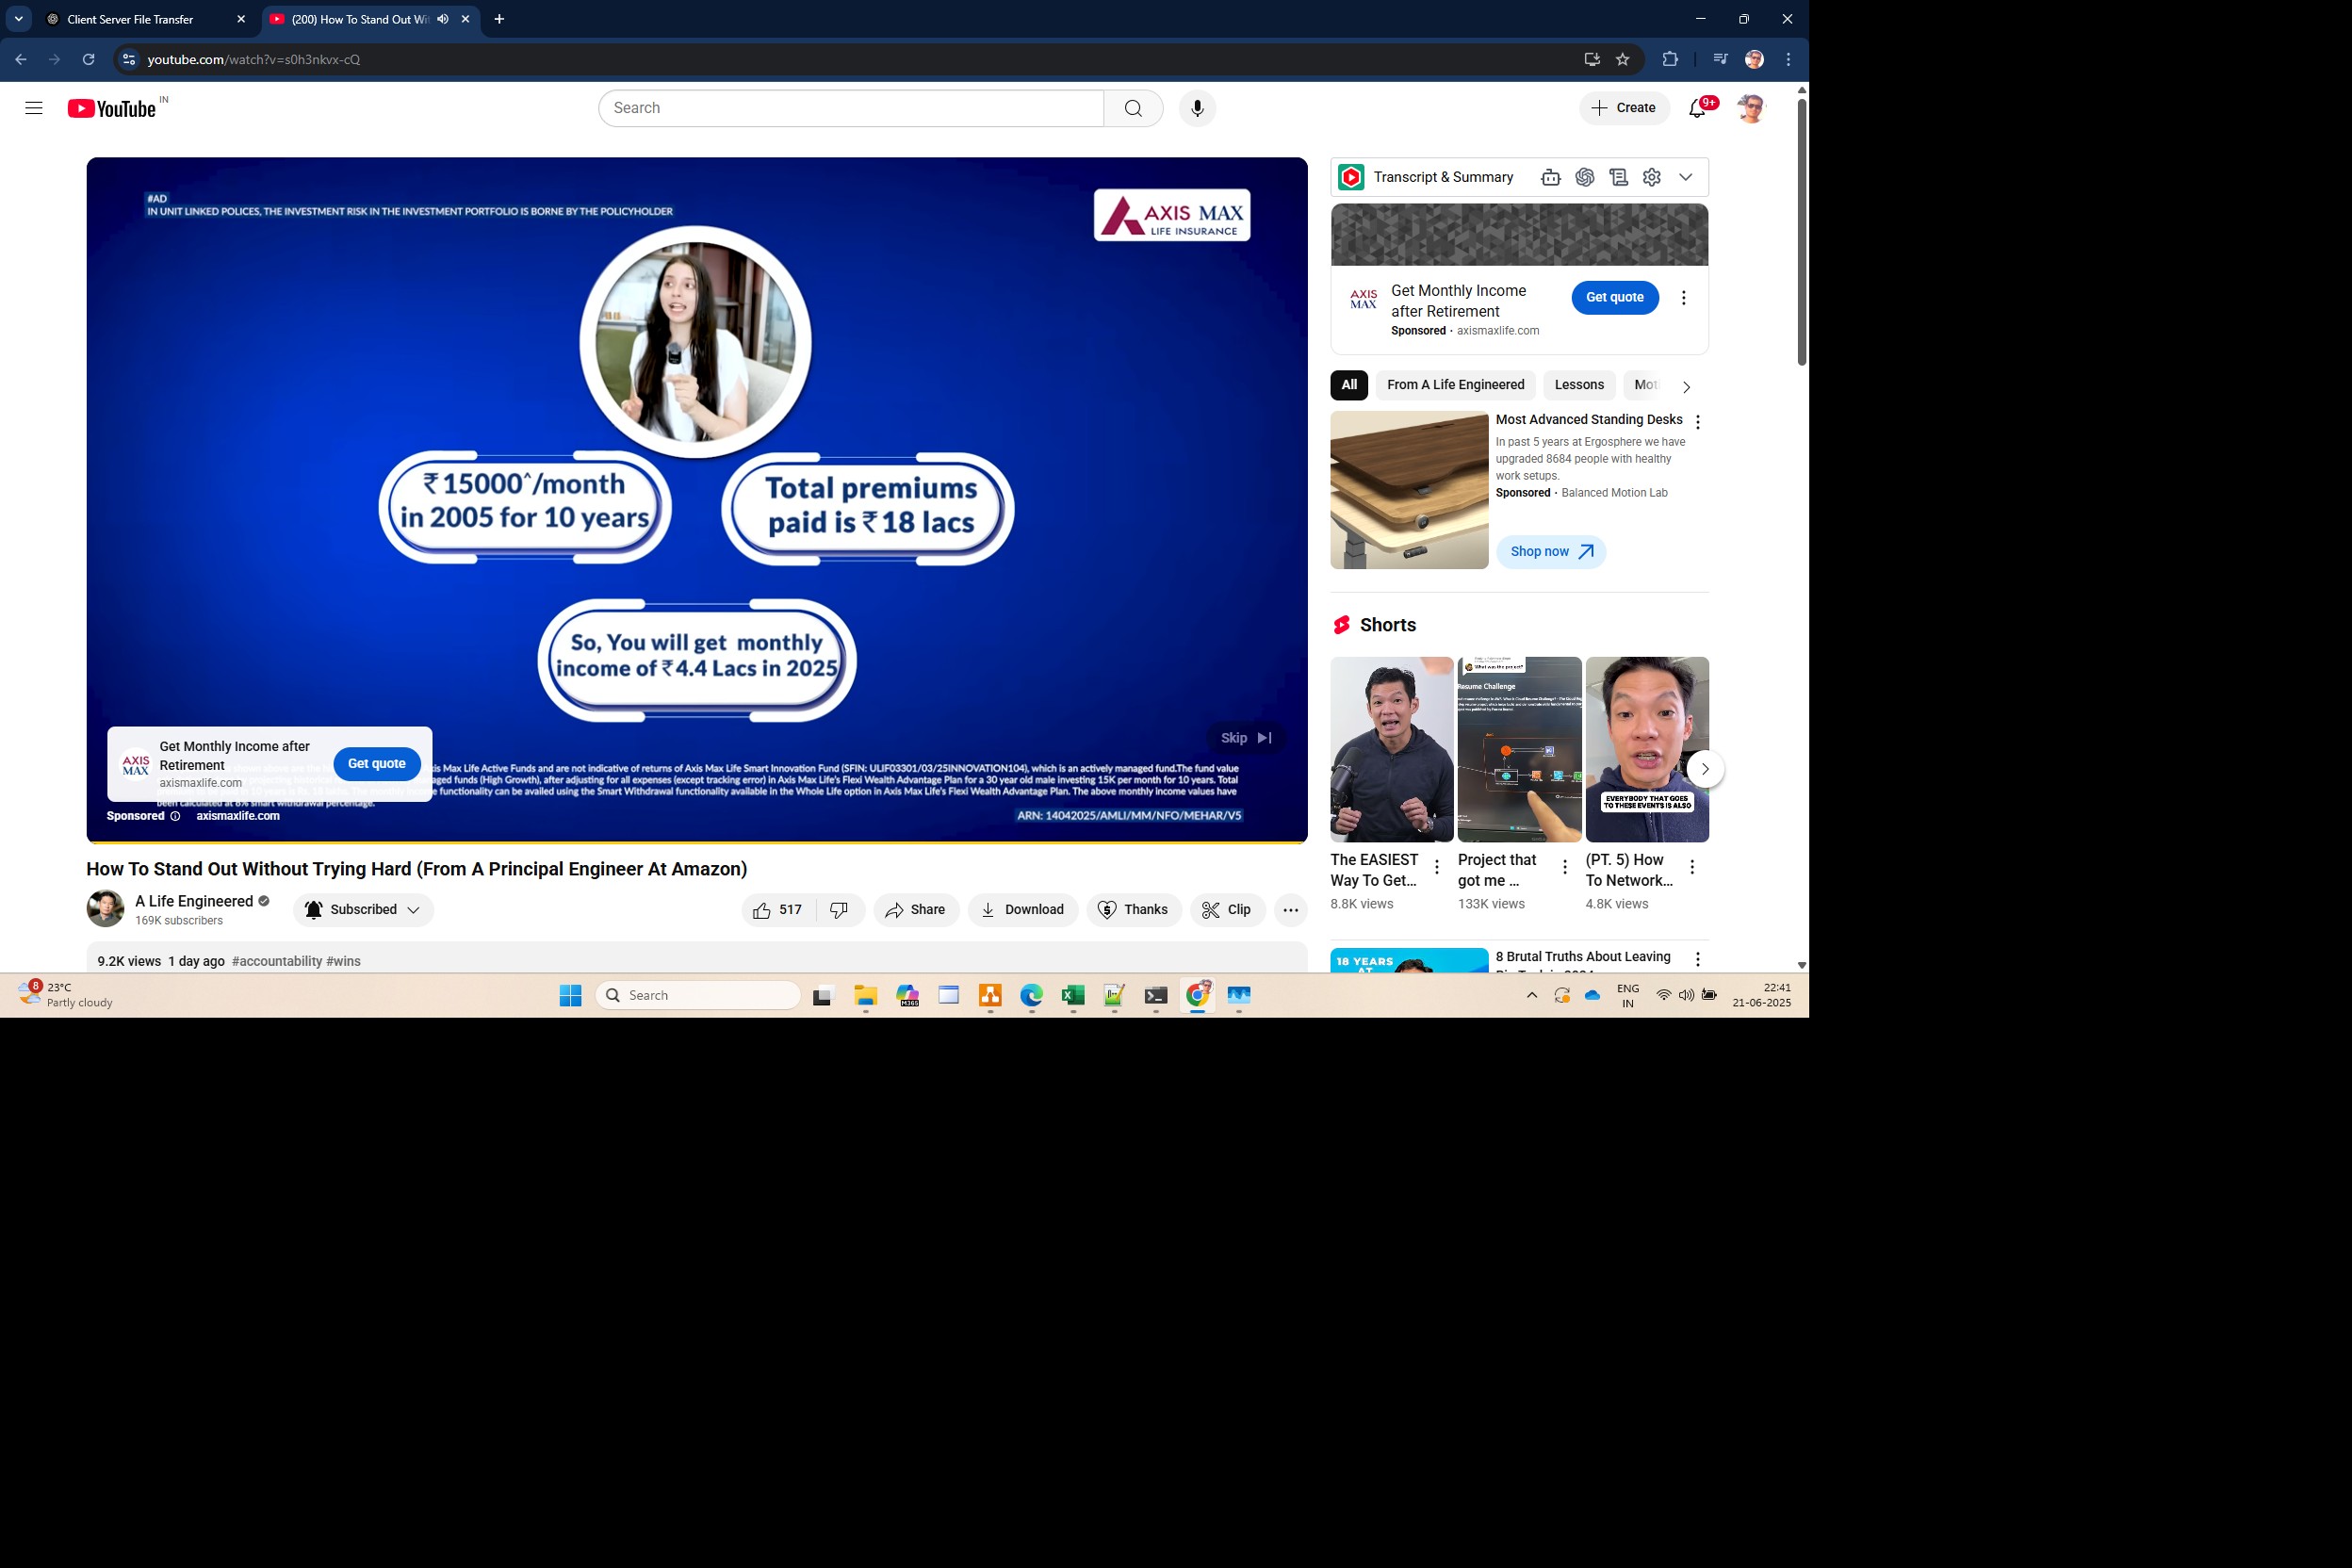 Client Server File Transfer
(200) How To Stand Out Wit
youtube.com/watch?v=s0h3nkvx-cQ
YouTube IN
Search
Create
9+
#AD
IN UNIT LINKED POLICES, THE INVESTMENT RISK IN THE INVESTMENT PORTFOLIO IS BORNE BY THE POLICYHOLDER
AXIS MAX
LIFE INSURANCE
₹15000^/month
in 2005 for 10 years
Total premiums
paid is ₹18 lacs
So, You will get monthly
income of ₹4.4 Lacs in 2025
Skip
AXIS
MAX
Get Monthly Income after
Retirement
axismaxlife.com
Get quote
Max Life Active Funds and are not indicative of returns of Axis Max Life Smart Innovation Fund (SFIN: ULIF03301/03/25INNOVATION104), which is an actively managed fund.The fund value
funds (High Growth), after adjusting for all expenses (except tracking error) in Axis Max Life's Flexi Wealth Advantage Plan for a 30 year old male investing 15K per month for 10 years. Total
functionality can be availed using the Smart Withdrawal functionality available in the Whole Life option in Axis Max Life's Flexi Wealth Advantage Plan. The above monthly income values have
been calculated at 8% smart withdrawal percentage.
Sponsored axismaxlife.com
ARN: 14042025/AMLI/MM/NFO/MEHAR/V5
How To Stand Out Without Trying Hard (From A Principal Engineer At Amazon)
A Life Engineered
169K subscribers
Subscribed
517
Share
Download
Thanks
Clip
9.2K views 1 day ago #accountability #wins
Transcript & Summary
AXIS
MAX
Get Monthly Income
after Retirement
Sponsored · axismaxlife.com
Get quote
All
From A Life Engineered
Lessons
Mot
Most Advanced Standing Desks
In past 5 years at Ergosphere we have
upgraded 8684 people with healthy
work setups.
Sponsored · Balanced Motion Lab
Shop now
Shorts
What was the project?
Resume Challenge
EVERYBODY THAT GOES
TO THESE EVENTS IS ALSO
The EASIEST
Way To Get...
8.8K views
Project that
got me ...
133K views
(PT. 5) How
To Network...
4.8K views
18 YEARS
AT
8 Brutal Truths About Leaving
8
23°C
Partly cloudy
Search
M365
ENG
IN
22:41
21-06-2025